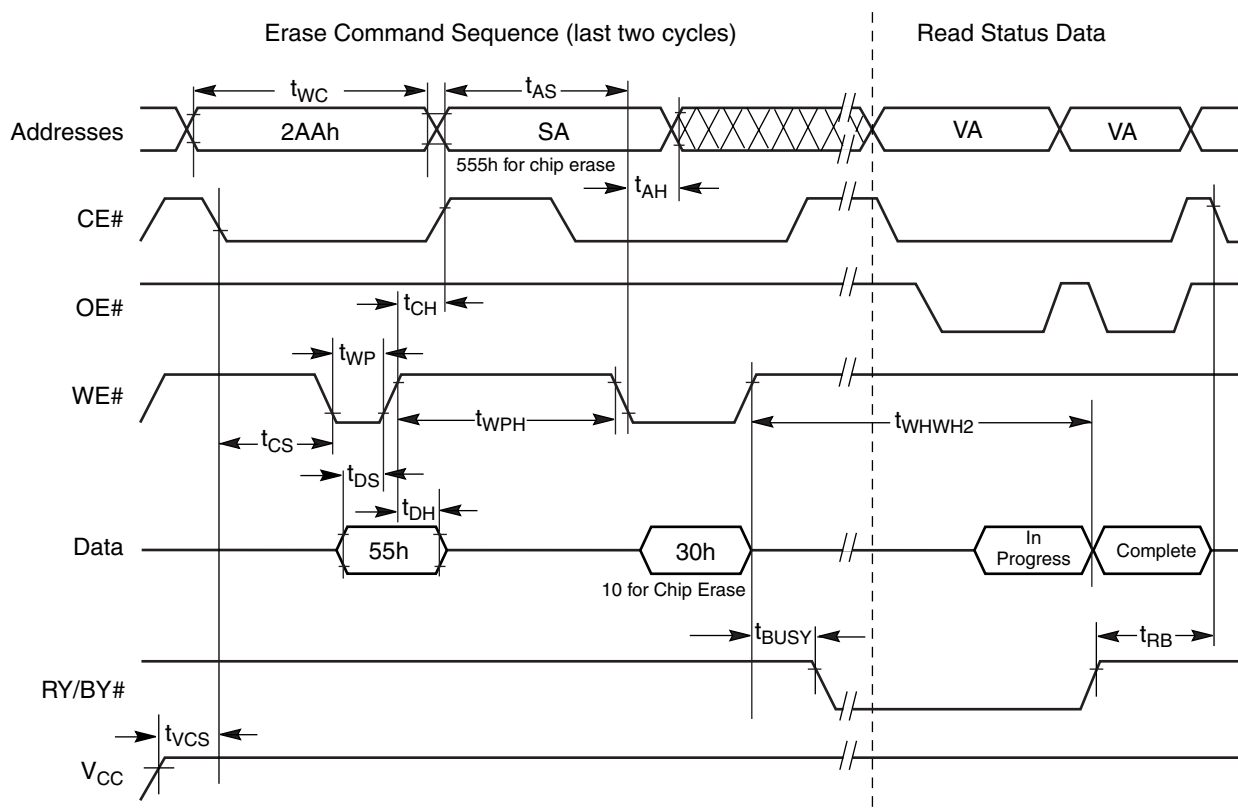 Erase Command Sequence (last two cycles) Read Status Data
tWC tAS
Addresses 2AAh SA VA VA
555h for chip erase
tAH
CE#
OE# tCH
tWP
WE#
tWPH tWHWH2
tCS
tDS
tDH
Data 55h 30h In Progress Complete
10 for Chip Erase
tBUSY tRB
RY/BY#
tVCS
VCC